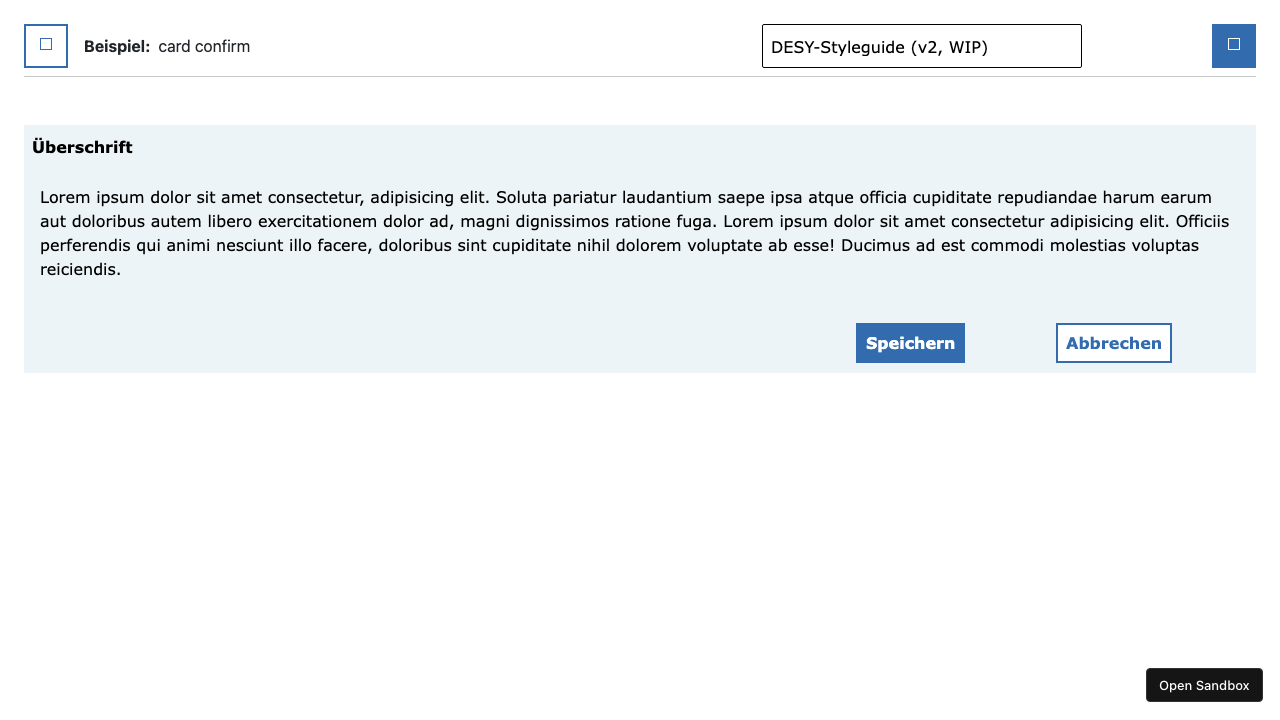 Beispiel: card confirm
DESY-Styleguide (v2, WIP)
Überschrift
Lorem ipsum dolor sit amet consectetur, adipisicing elit. Soluta pariatur laudantium saepe ipsa atque officia cupiditate repudiandae harum earum
aut doloribus autem libero exercitationem dolor ad, magni dignissimos ratione fuga. Lorem ipsum dolor sit amet consectetur adipisicing elit. Officiis
perferendis qui animi nesciunt illo facere, doloribus sint cupiditate nihil dolorem voluptate ab esse! Ducimus ad est commodi molestias voluptas
reiciendis.
Speichern
Abbrechen
Open Sandbox